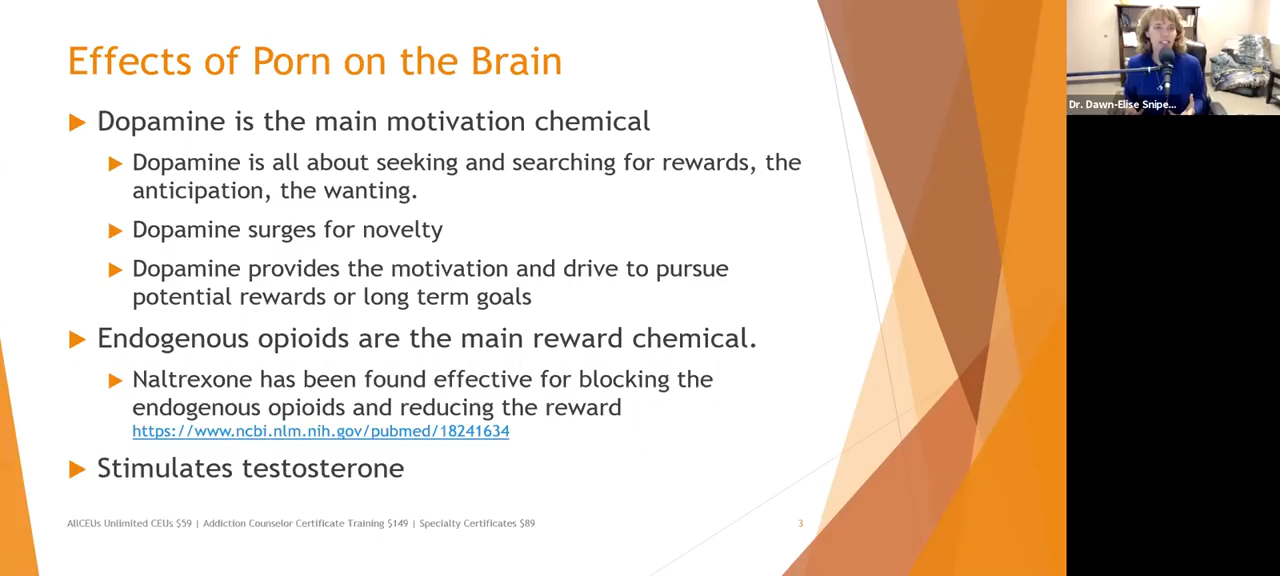 Effects of Porn on the Brain
Dopamine is the main motivation chemical
Dopamine is all about seeking and searching for rewards, the
anticipation, the wanting.
Dopamine surges for novelty
Dopamine provides the motivation and drive to pursue
potential rewards or long term goals
Endogenous opioids are the main reward chemical.
Naltrexone has been found effective for blocking the
endogenous opioids and reducing the reward
https://www.ncbi.nlm.nih.gov/pubmed/18241634
Stimulates testosterone
AllCEUs Unlimited CEUs $59 | Addiction Counselor Certificate Training $149 | Specialty Certificates $89
3
Dr. Dawn-Elise Snipe...